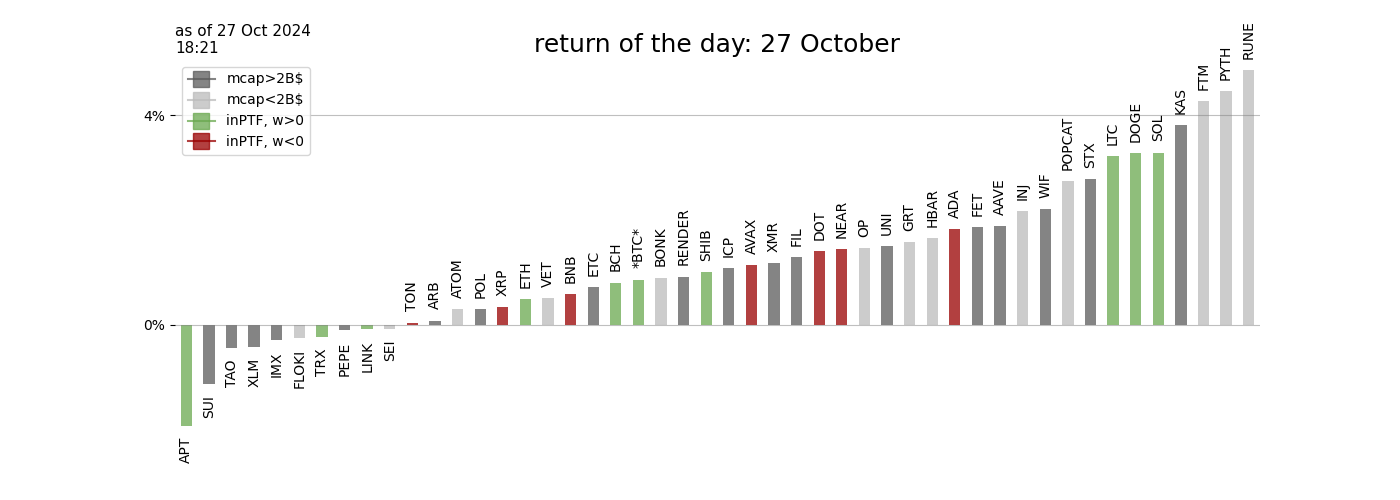 as of 27 Oct 2024
18:21
return of the day: 27 October
mcap>2B$
mcap<2B$
inPTF, w>0
inPTF, w<0
4%
0%
APT
SUI
TAO
XLM
IMX
FLOKI
TRX
PEPE
LINK
SEI
TON
ARB
ATOM
POL
XRP
ETH
VET
BNB
ETC
BCH
*BTC*
BONK
RENDER
SHIB
ICP
AVAX
XMR
FIL
DOT
NEAR
OP
UNI
GRT
HBAR
ADA
FET
AAVE
INJ
WIF
POPCAT
STX
LTC
DOGE
SOL
KAS
FTM
PYTH
RUNE